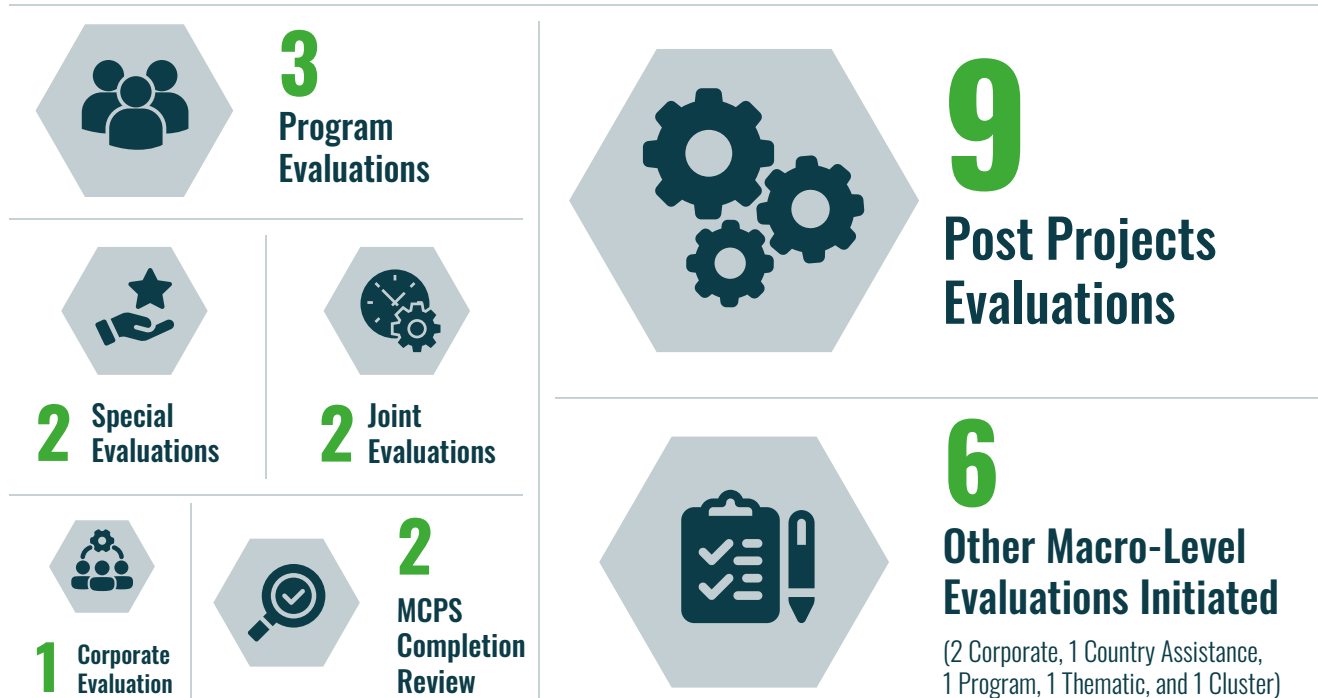 3
Program
Evaluations
2
Special
Evaluations
2
Joint
Evaluations
1
Corporate
Evaluation
2
MCPS
Completion
Review
9
Post Projects
Evaluations
6
Other Macro-Level
Evaluations Initiated
(2 Corporate, 1 Country Assistance,
1 Program, 1 Thematic, and 1 Cluster)